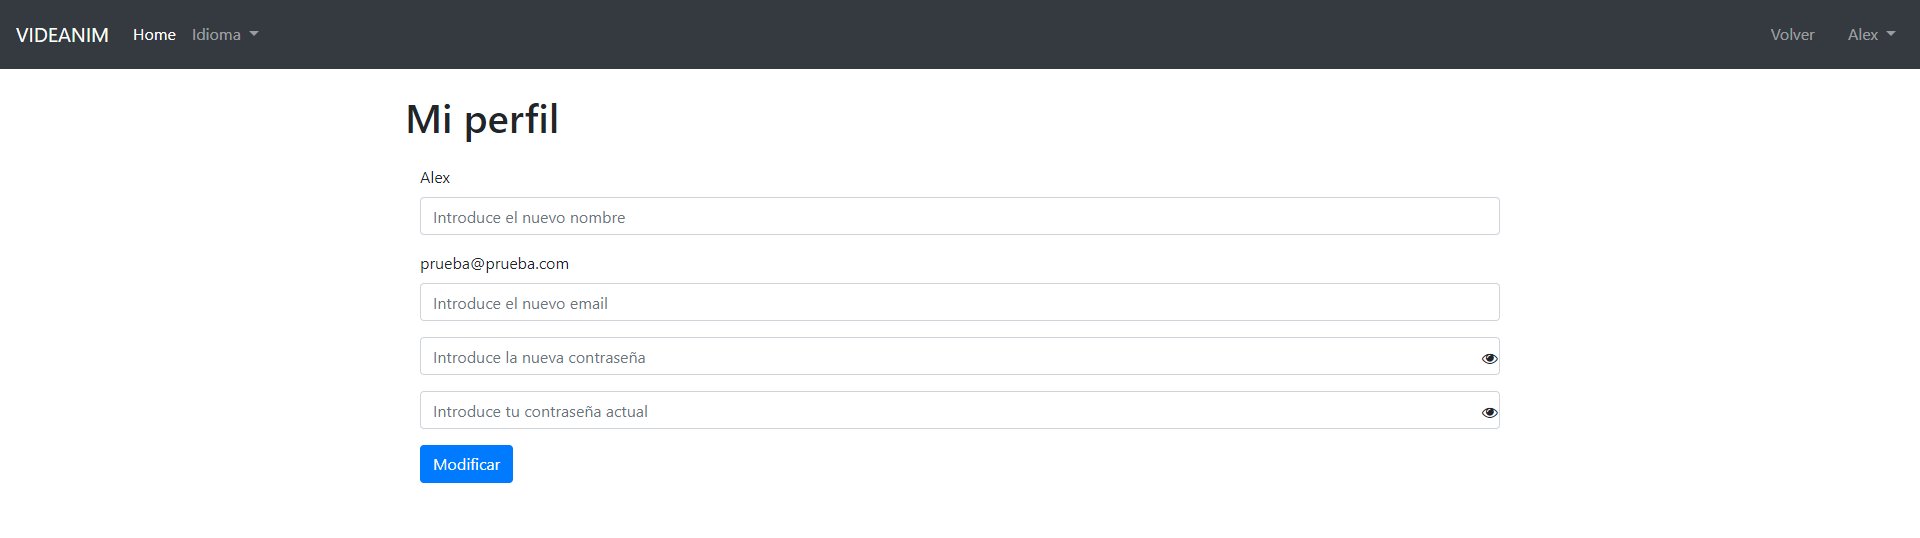 VIDEANIM Home Idioma Volver Alex
Mi perfil
Alex
Introduce el nuevo nombre
prueba@prueba.com
Introduce el nuevo email
Introduce la nueva contraseña
Introduce tu contraseña actual
Modificar